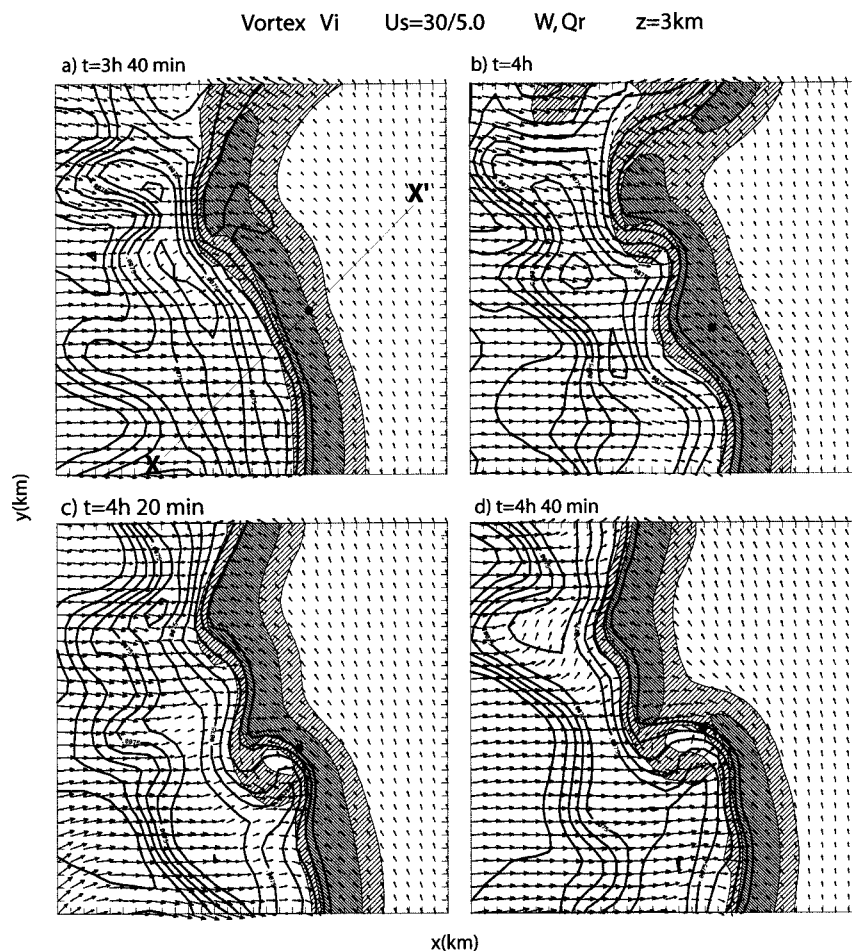 Vortex Vi Us=30/5.0 W,Qr z=3km
a) t=3h 40 min
b) t=4h
X'
X
c) t=4h 20 min
d) t=4h 40 min
y(km)
x(km)